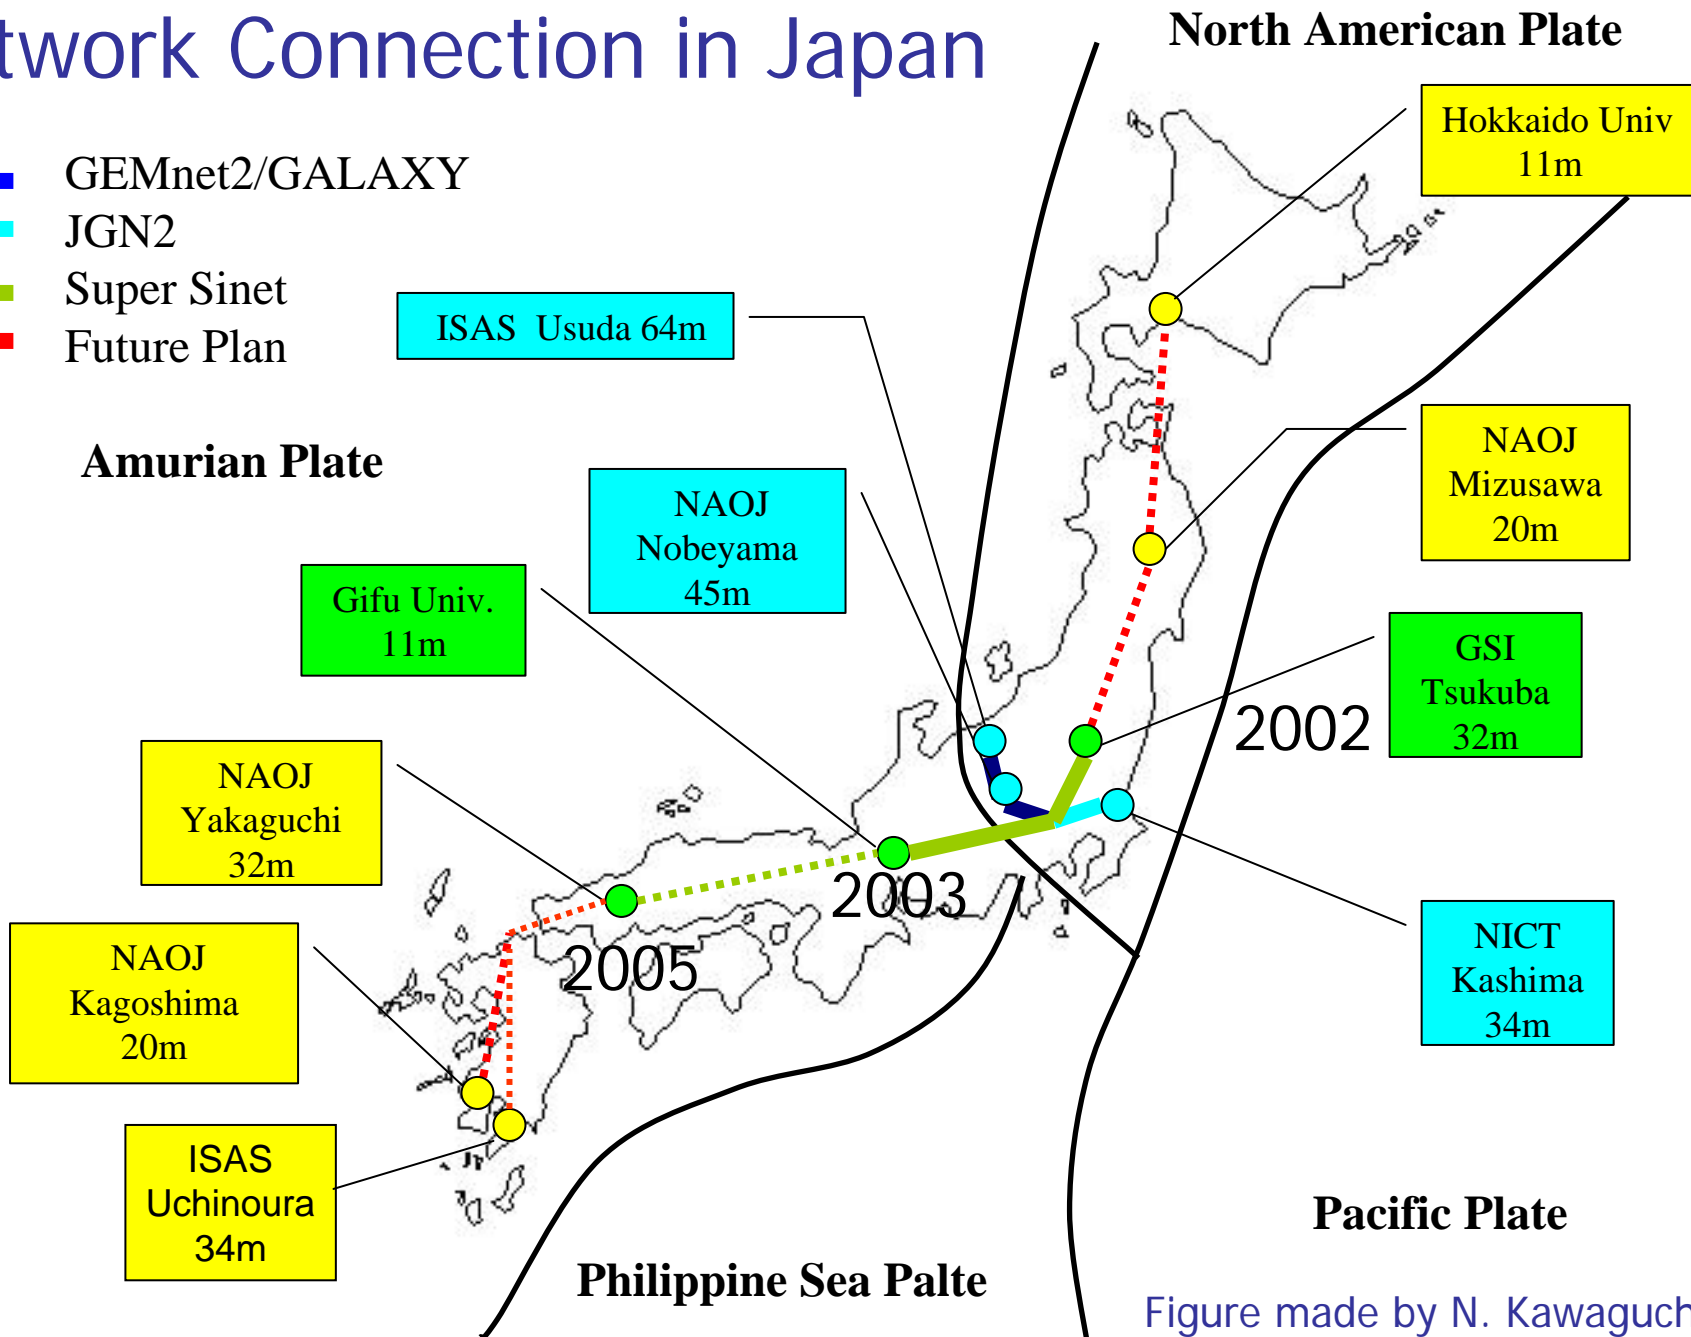 twork Connection in Japan
North American Plate
GEMnet2/GALAXY
JGN2
Super Sinet
Future Plan
Hokkaido Univ
11m
ISAS Usuda 64m
Amurian Plate
NAOJ
Mizusawa
20m
NAOJ
Nobeyama
45m
Gifu Univ.
11m
GSI
Tsukuba
32m
2002
NAOJ
Yakaguchi
32m
2003
2005
NAOJ
Kagoshima
20m
NICT
Kashima
34m
ISAS
Uchinoura
34m
Pacific Plate
Philippine Sea Palte
Figure made by N. Kawaguch